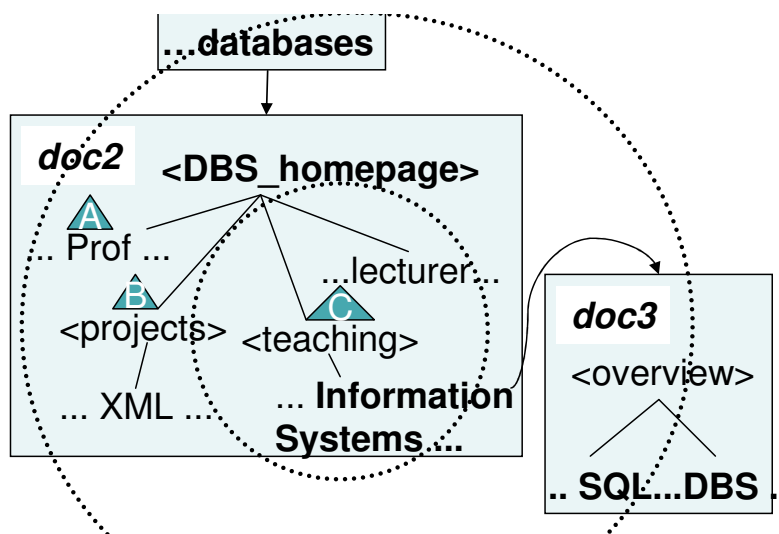 ...databases
doc2
<DBS_homepage>
A
.. Prof ...
...lecturer...
B
C
<projects>
<teaching>
... XML ...
... Information
Systems ...
doc3
<overview>
.. SQL...DBS .